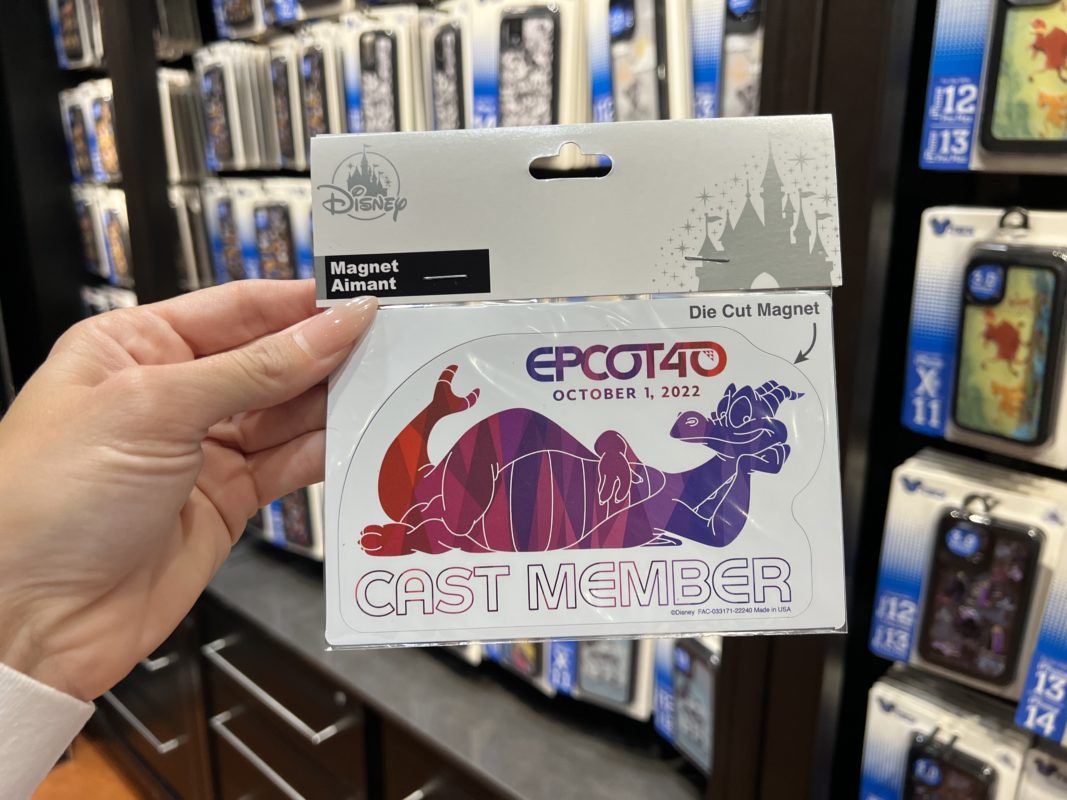 Disney
Magnet
Aimant
Die Cut Magnet
EPCOT40
OCTOBER 1, 2022
CAST MEMBER
©Disney FAC-033171-22240 Made in USA
12
13
11
12
13
13
14